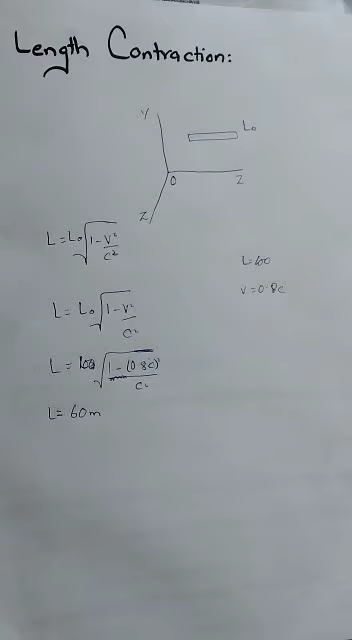 Length Contraction:
Y
L₀
O
Z
Z
L = L₀ √(1 - V²/C²)
L = 100
V = 0.8c
L = L₀ √(1 - V²/C²)
L = 100 √(1 - (0.8c)²/C²)
L = 60m